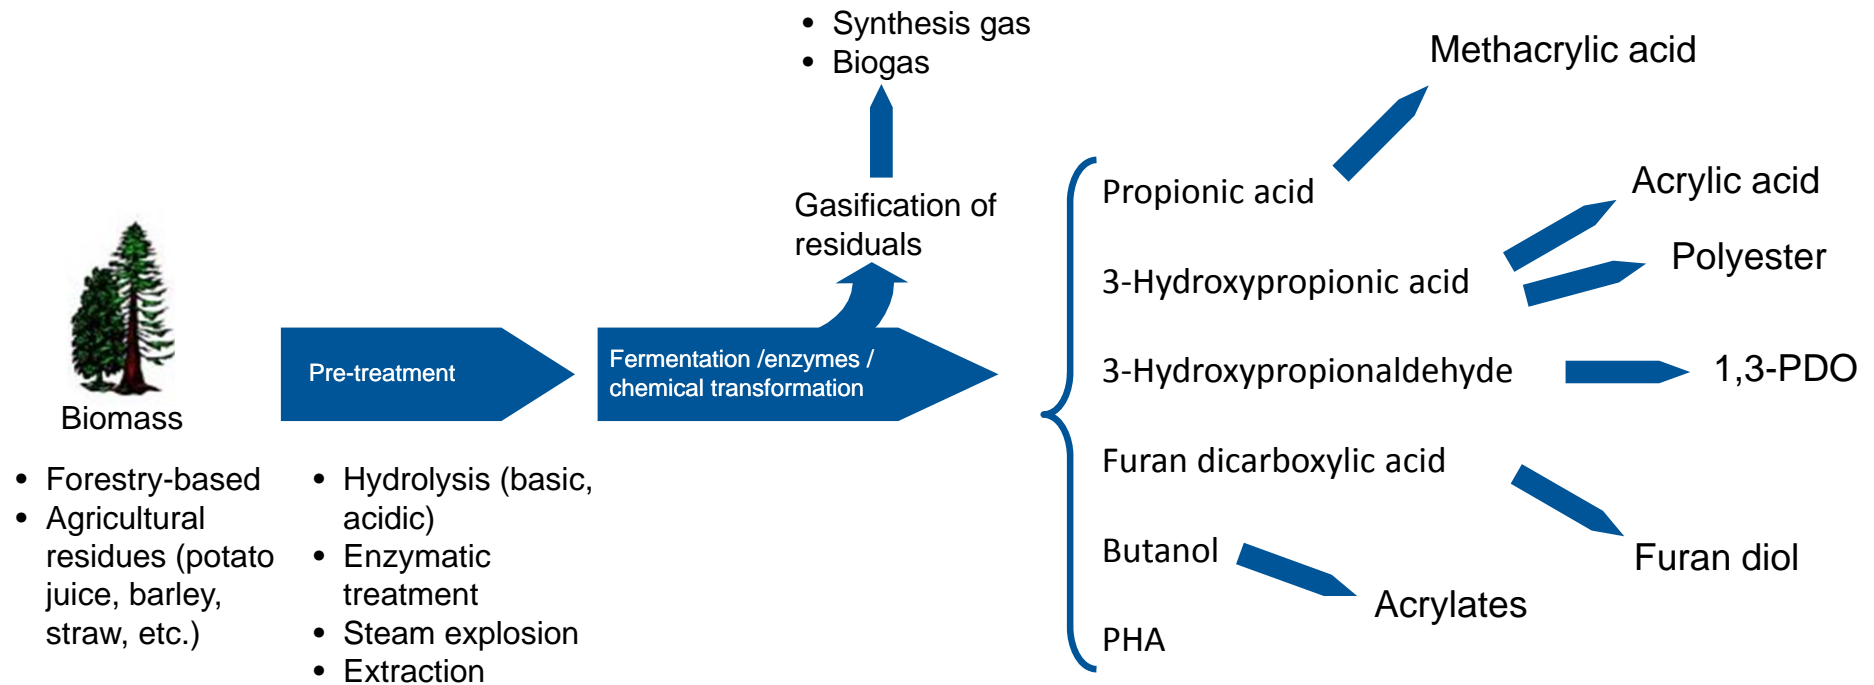 • Synthesis gas
• Biogas
Gasification of
residuals
Biomass
• Forestry-based
• Agricultural
residues (potato
juice, barley,
straw, etc.)
Pre-treatment
• Hydrolysis (basic,
acidic)
• Enzymatic
treatment
• Steam explosion
• Extraction
Fermentation /enzymes /
chemical transformation
Propionic acid
3-Hydroxypropionic acid
3-Hydroxypropionaldehyde
Furan dicarboxylic acid
Butanol
PHA
Methacrylic acid
Acrylic acid
Polyester
1,3-PDO
Furan diol
Acrylates